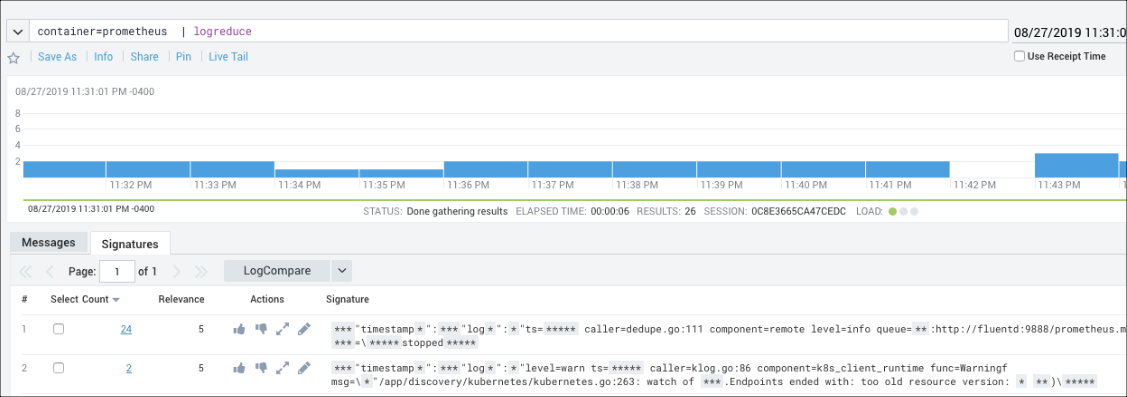 container=prometheus | logreduce
08/27/2019 11:31:0
Save As Info Share Pin Live Tail
Use Receipt Time
08/27/2019 11:31:01 PM -0400
8
6
4
2
11:32 PM 11:33 PM 11:34 PM 11:35 PM 11:36 PM 11:37 PM 11:38 PM 11:39 PM 11:40 PM 11:41 PM 11:42 PM 11:43 PM
08/27/2019 11:31:01 PM -0400 STATUS: Done gathering results ELAPSED TIME: 00:00:06 RESULTS: 26 SESSION: 0C8E3665CA47CEDC LOAD:
Messages Signatures
Page: 1 of 1 LogCompare
# Select Count Relevance Actions Signature
1 24 5 ***"timestamp*":***"log*":*"ts=***** caller=dedupe.go:111 component=remote level=info queue=**:http://fluentd:9888/prometheus.m
****=\*****stopped*****
2 2 5 ***"timestamp*":***"log*":*"level=warn ts=***** caller=klog.go:86 component=k8s_client_runtime func=Warningf
msg=\*"/app/discovery/kubernetes/kubernetes.go:263: watch of ***.Endpoints ended with: too old resource version: * **)\*****